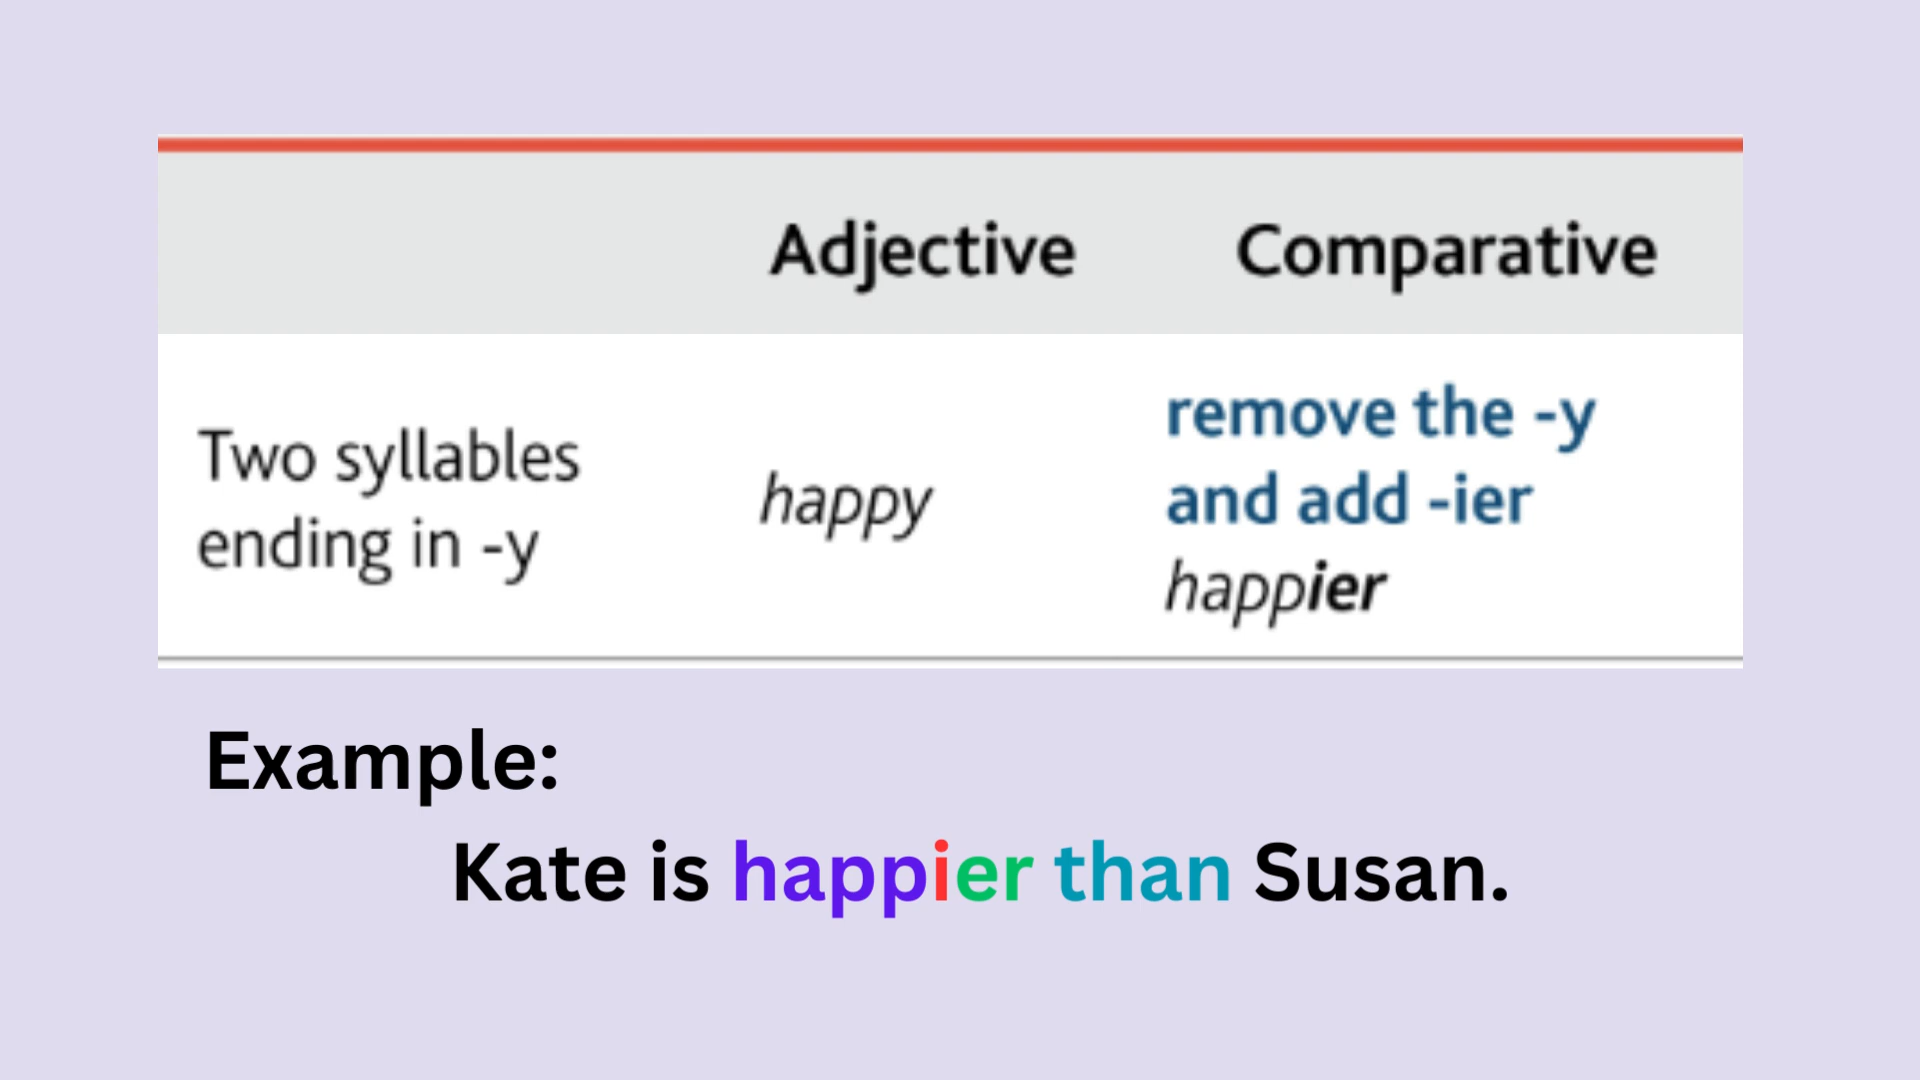 Adjective Comparative
Two syllables
ending in -y
happy
remove the -y
and add -ier
happier
Example:
Kate is happier than Susan.